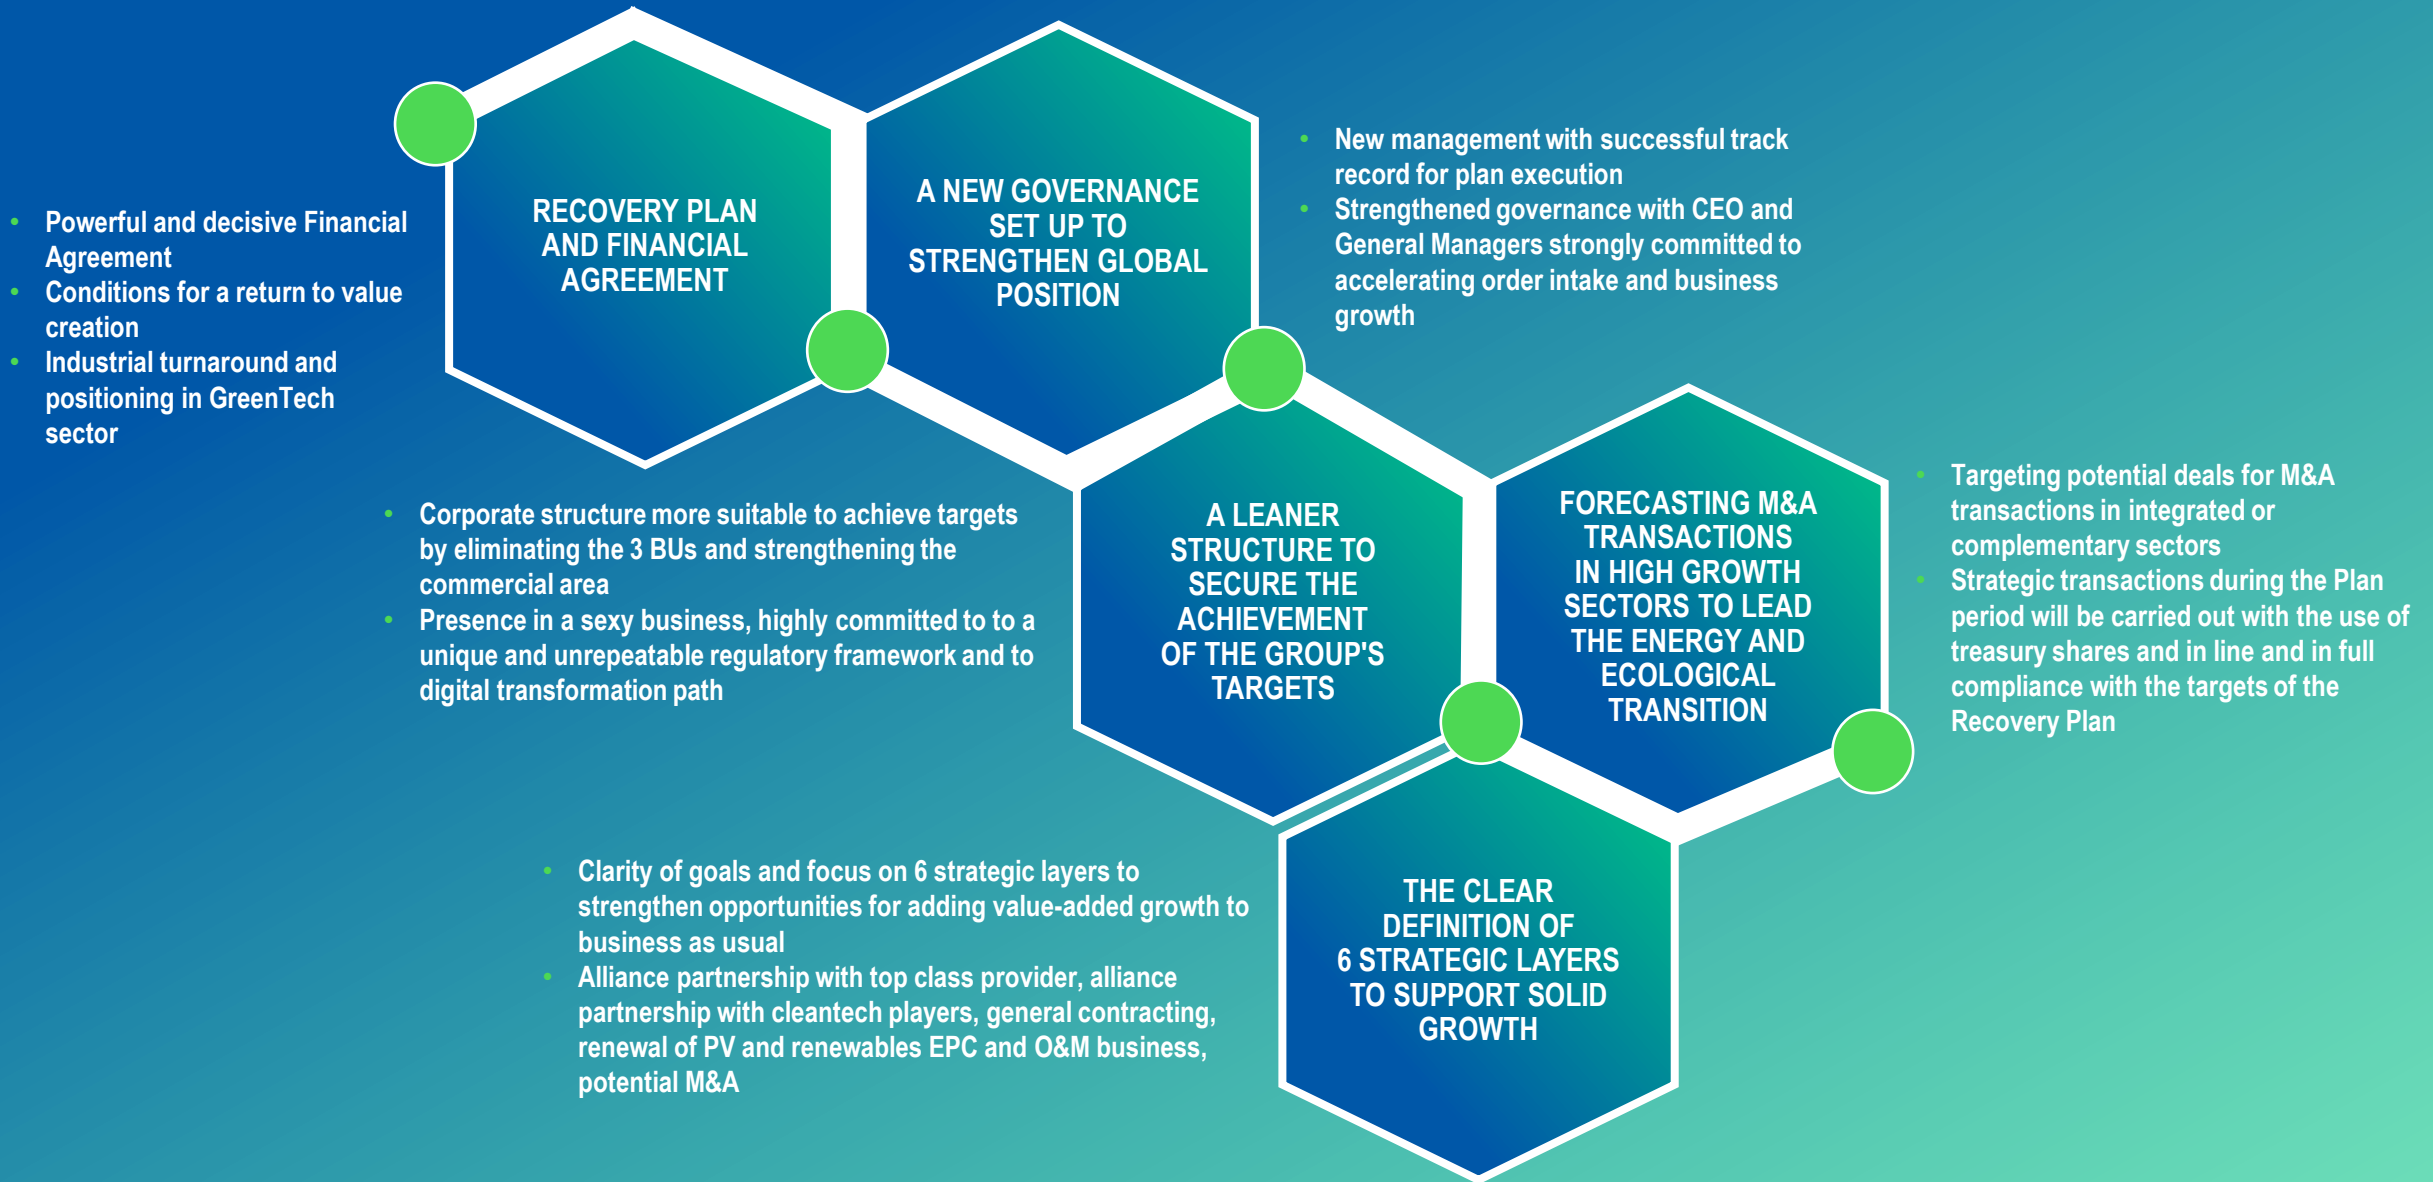 RECOVERY PLAN
AND FINANCIAL
AGREEMENT
• Powerful and decisive Financial
Agreement
• Conditions for a return to value
creation
• Industrial turnaround and
positioning in GreenTech
sector
A NEW GOVERNANCE
SET UP TO
STRENGTHEN GLOBAL
POSITION
• New management with successful track
record for plan execution
• Strengthened governance with CEO and
General Managers strongly committed to
accelerating order intake and business
growth
A LEANER
STRUCTURE TO
SECURE THE
ACHIEVEMENT
OF THE GROUP'S
TARGETS
• Corporate structure more suitable to achieve targets
by eliminating the 3 BUs and strengthening the
commercial area
• Presence in a sexy business, highly committed to to a
unique and unrepeatable regulatory framework and to
digital transformation path
FORECASTING M&A
TRANSACTIONS
IN HIGH GROWTH
SECTORS TO LEAD
THE ENERGY AND
ECOLOGICAL
TRANSITION
• Targeting potential deals for M&A
transactions in integrated or
complementary sectors
• Strategic transactions during the Plan
period will be carried out with the use of
treasury shares and in line and in full
compliance with the targets of the
Recovery Plan
THE CLEAR
DEFINITION OF
6 STRATEGIC LAYERS
TO SUPPORT SOLID
GROWTH
• Clarity of goals and focus on 6 strategic layers to
strengthen opportunities for adding value-added growth to
business as usual
• Alliance partnership with top class provider, alliance
partnership with cleantech players, general contracting,
renewal of PV and renewables EPC and O&M business,
potential M&A